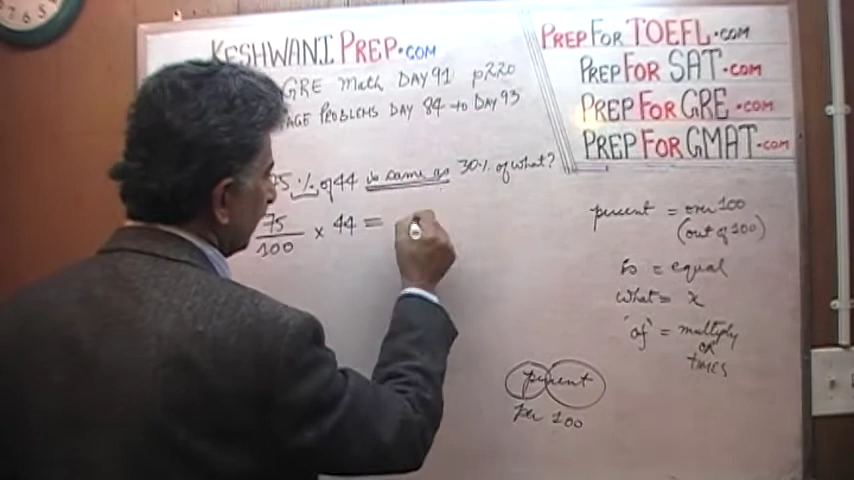 KESHWANI PREP.COM
GRE Math DAY 91 p220
PROBLEMS DAY 84 to DAY 93
75 % of 44 is same as 30% of what?
75
100
x 44 =
PREP FOR TOEFL.COM
PREP FOR SAT.COM
PREP FOR GRE.COM
PREP FOR GMAT.COM
percent = over 100
(out of 100)
is = equal
what = x
'of' = multiply
OR
TIMES
percent
per 100